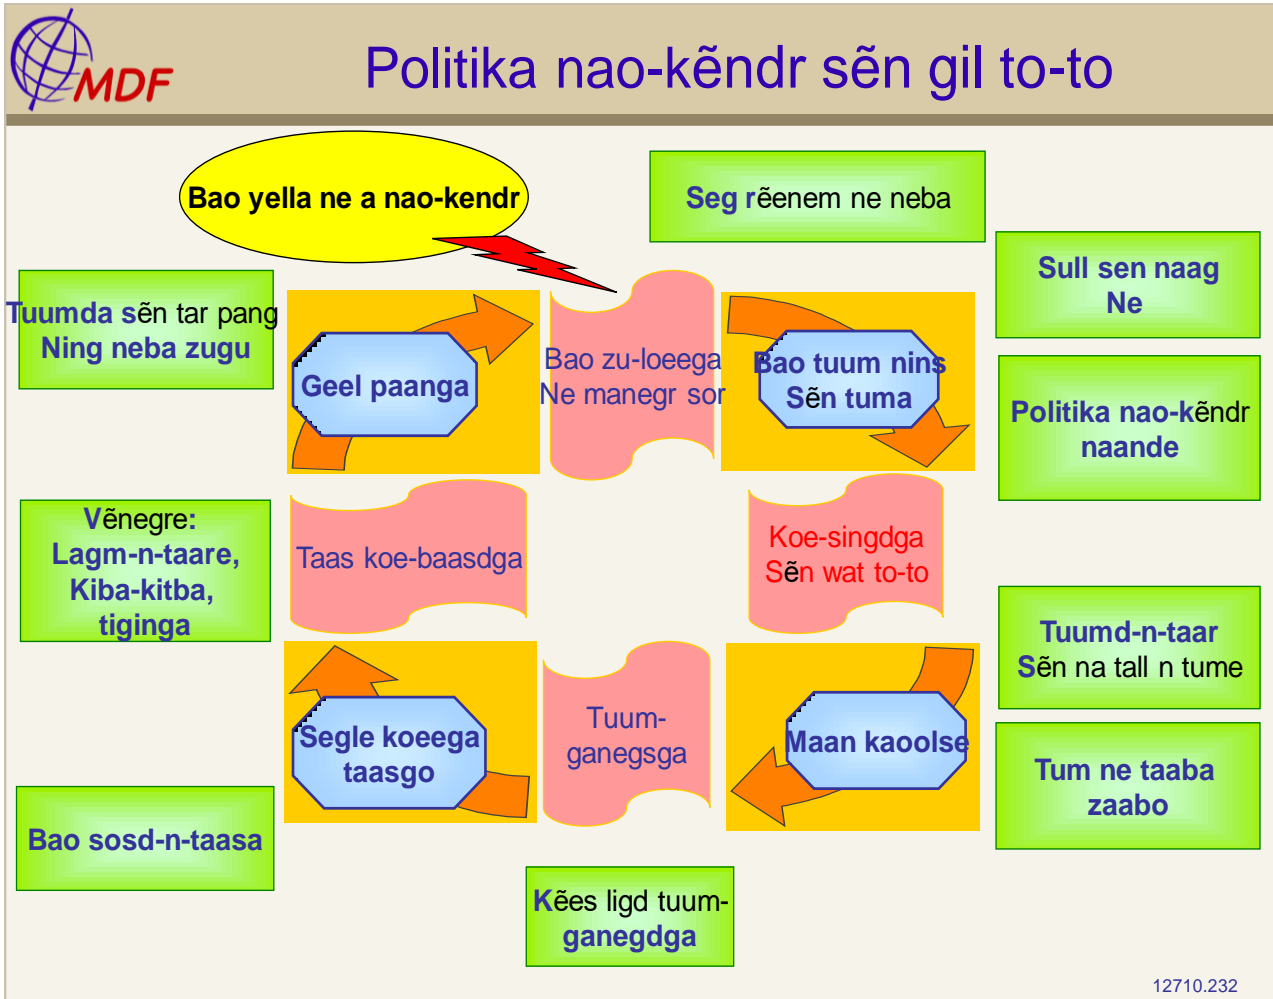 MDF
Politika nao-kẽndr sẽn gil to-to
Bao yella ne a nao-kendr
Seg rẽenem ne neba
Sull sen naag
Ne
Tuumda sẽn tar pang
Ning neba zugu
Geel paanga
Bao zu-loeega
Ne manegr sor
Bao tuum nins
Sẽn tuma
Politika nao-kẽndr
naande
Vẽnegre:
Lagm-n-taare,
Kiba-kitba,
tiginga
Taas koe-baasdga
Koe-singdga
Sẽn wat to-to
Tuumd-n-taar
Sẽn na tall n tume
Segle koeega
taasgo
Tuum-
ganegsga
Maan kaoolse
Tum ne taaba
zaabo
Bao sosd-n-taasa
Kẽes ligd tuum-
ganegdga
12710.232